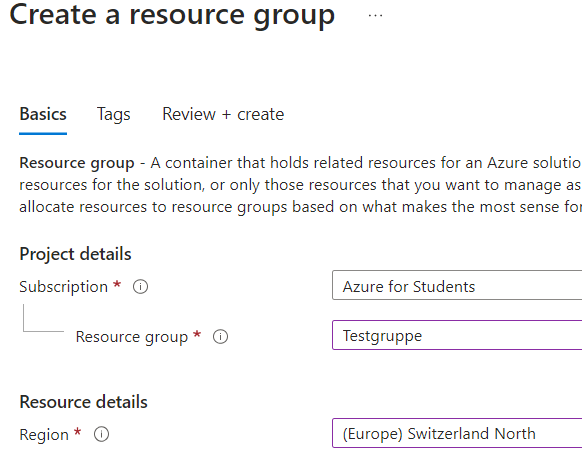 Create a resource group ...
Basics Tags Review + create
Resource group - A container that holds related resources for an Azure solutio
resources for the solution, or only those resources that you want to manage as
allocate resources to resource groups based on what makes the most sense for
Project details
Subscription * Azure for Students
Resource group * Testgruppe
Resource details
Region * (Europe) Switzerland North